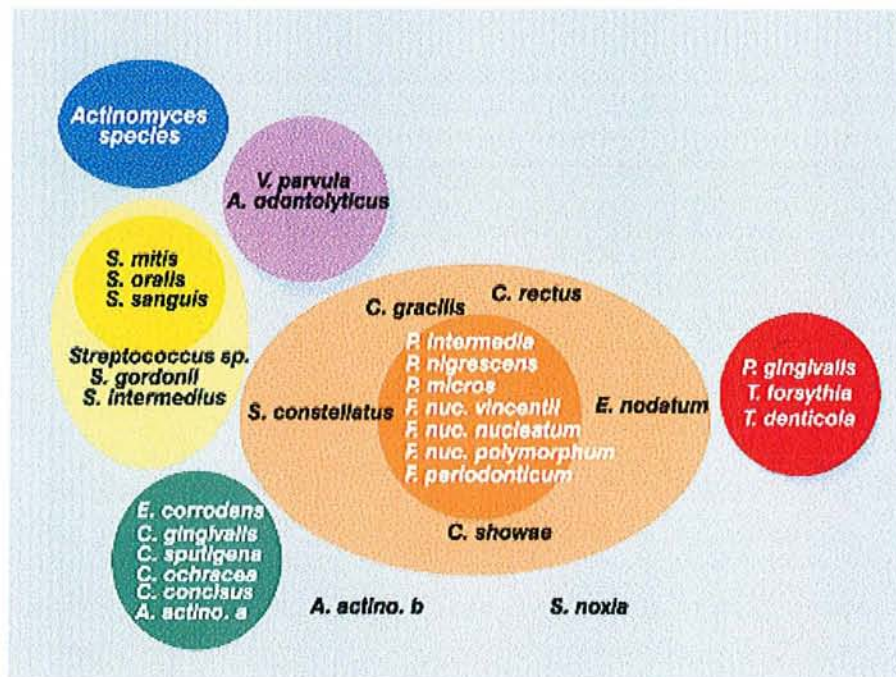 Actinomyces
species
V. parvula
A. odontolyticus
S. mitis
S. oralis
S. sanguis
Streptococcus sp.
S. gordonii
S. intermedius
C. gracilis
C. rectus
P. intermedia
P. nigrescens
P. micros
F. nuc. vincentii
F. nuc. nucleatum
F. nuc. polymorphum
F. periodonticum
S. constellatus
E. nodatum
C. showae
P. gingivalis
T. forsythia
T. denticola
E. corrodens
C. gingivalis
C. sputigena
C. ochracea
C. concisus
A. actino. a
A. actino. b
S. noxia